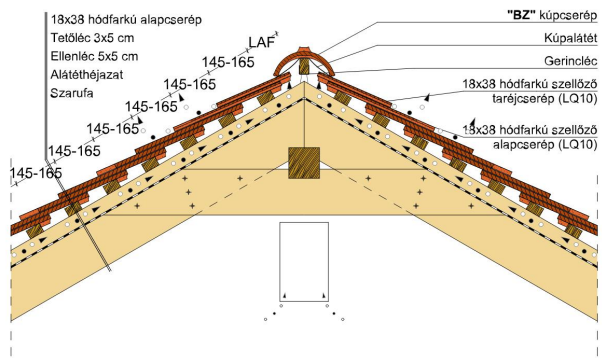 18x38 hódfarkú alapcserép
Tetőléc 3x5 cm
Ellenléc 5x5 cm
Alátéthéjazat
Szarufa
LAF
145-165
145-165
145-165
145-165
145-165
145-165
"BZ" kúpcserép
Kúpalátét
Gerincléc
18x38 hódfarkú szellőző
taréjcserép (LQ10)
18x38 hódfarkú szellőző
alapcserép (LQ10)